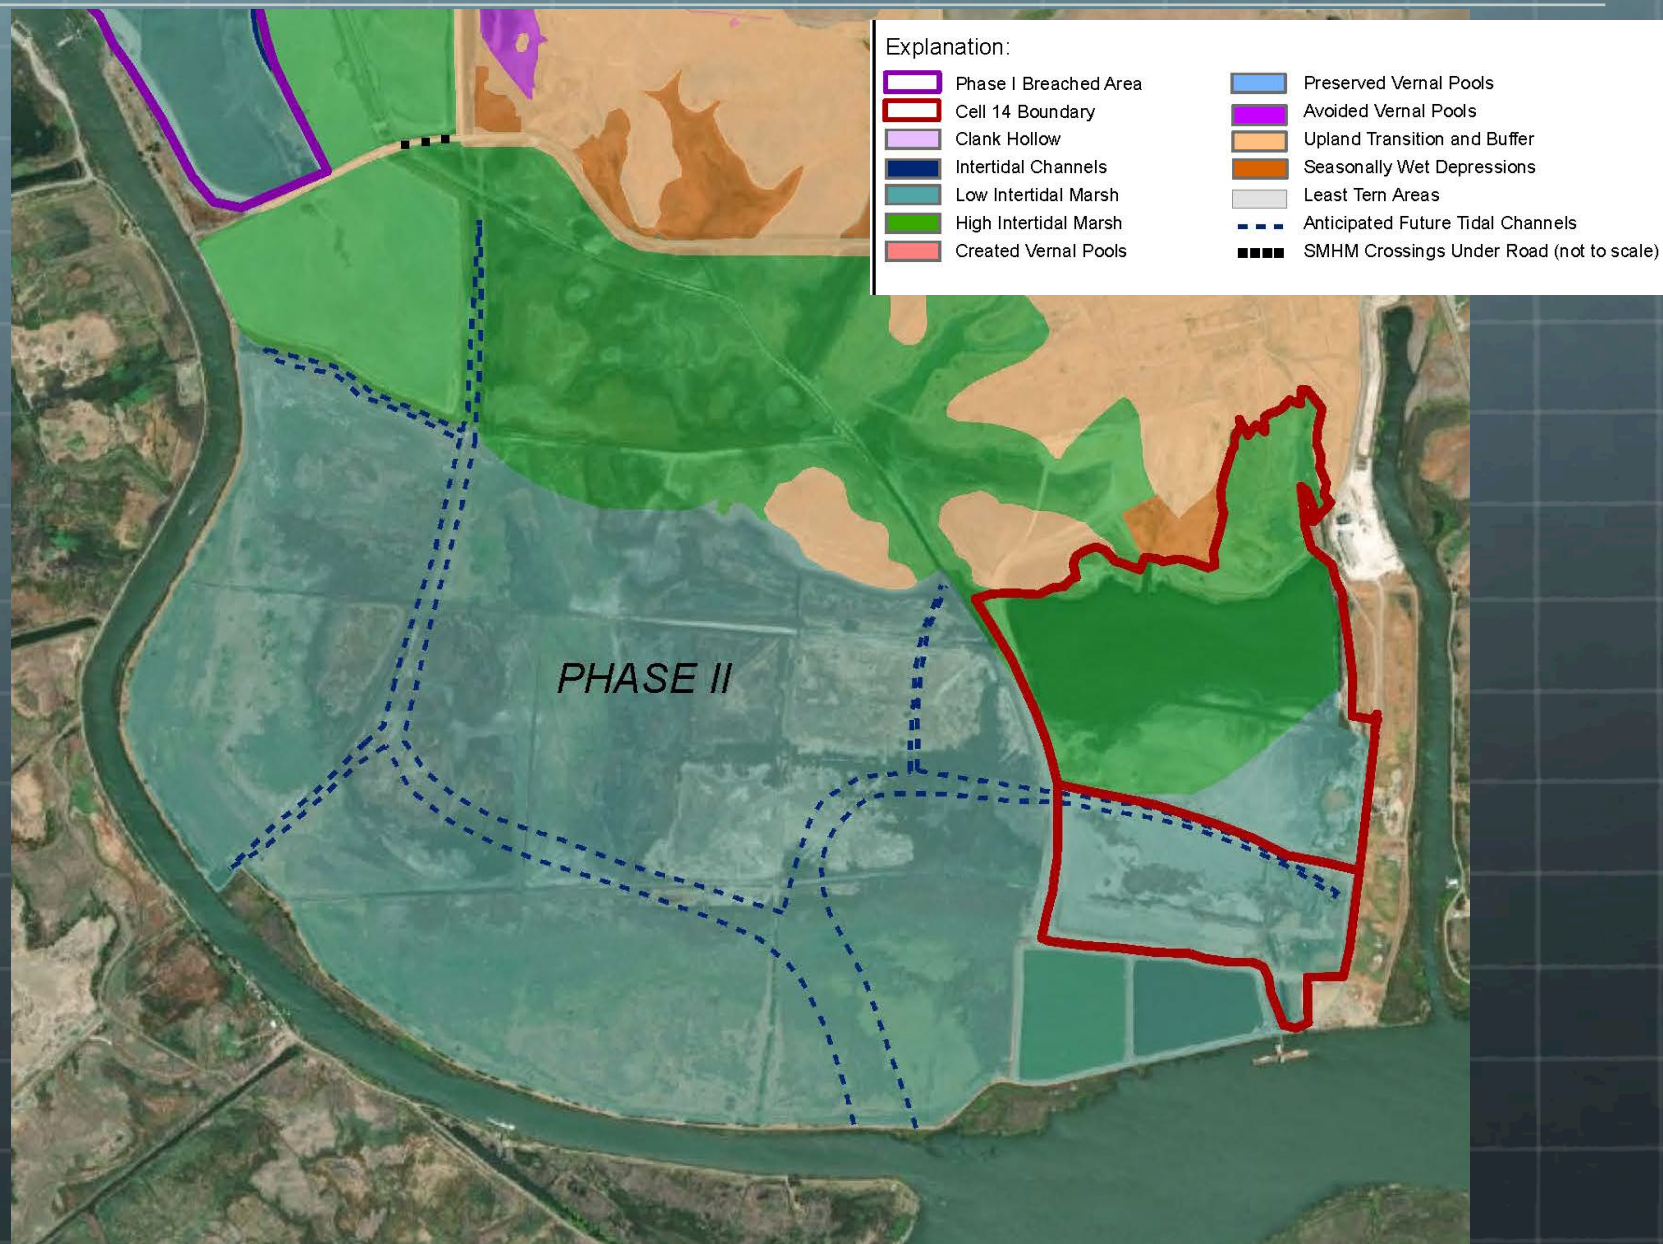 Explanation:
Phase I Breached Area
Cell 14 Boundary
Clank Hollow
Intertidal Channels
Low Intertidal Marsh
High Intertidal Marsh
Created Vernal Pools
Preserved Vernal Pools
Avoided Vernal Pools
Upland Transition and Buffer
Seasonally Wet Depressions
Least Tern Areas
Anticipated Future Tidal Channels
SMHM Crossings Under Road (not to scale)
PHASE II